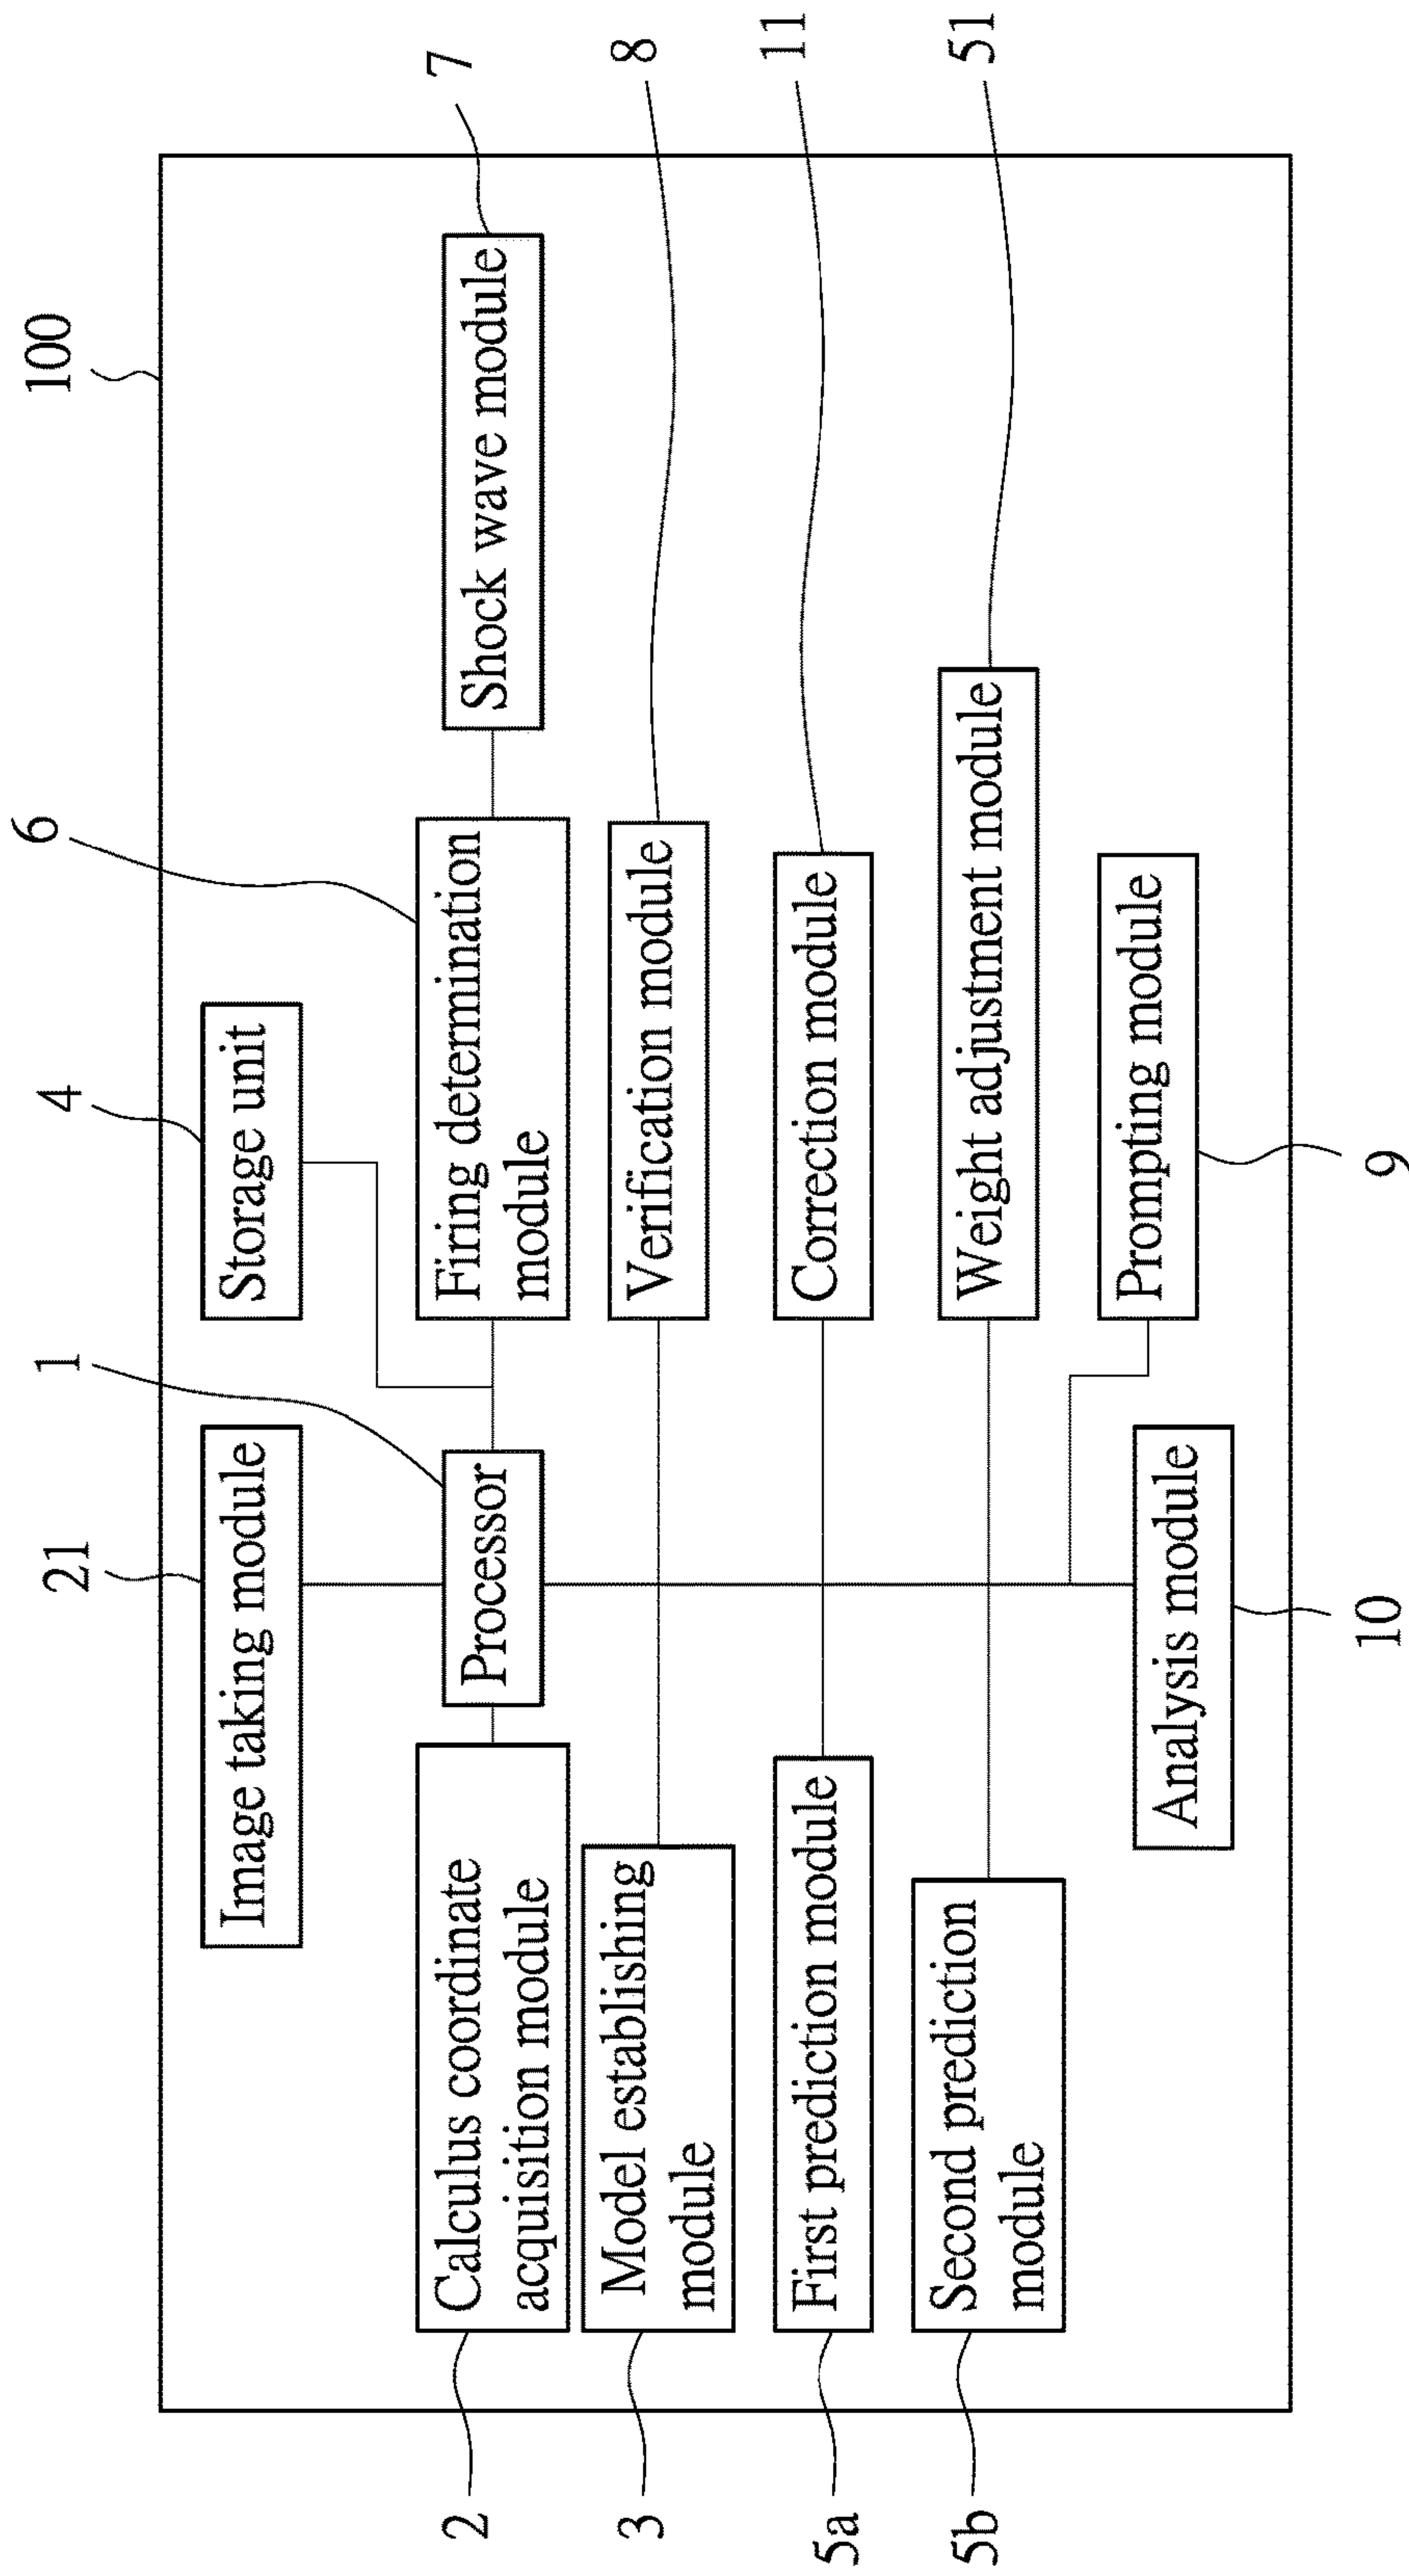 100
21
1
4
6
7
Image taking module
Storage unit
Calculus coordinate
acquisition module
Processor
Firing determination
module
Shock wave module
2
Model establishing
module
Verification module
8
3
First prediction module
Correction module
11
5a
Second prediction
module
Weight adjustment module
51
5b
Analysis module
Prompting module
10
9